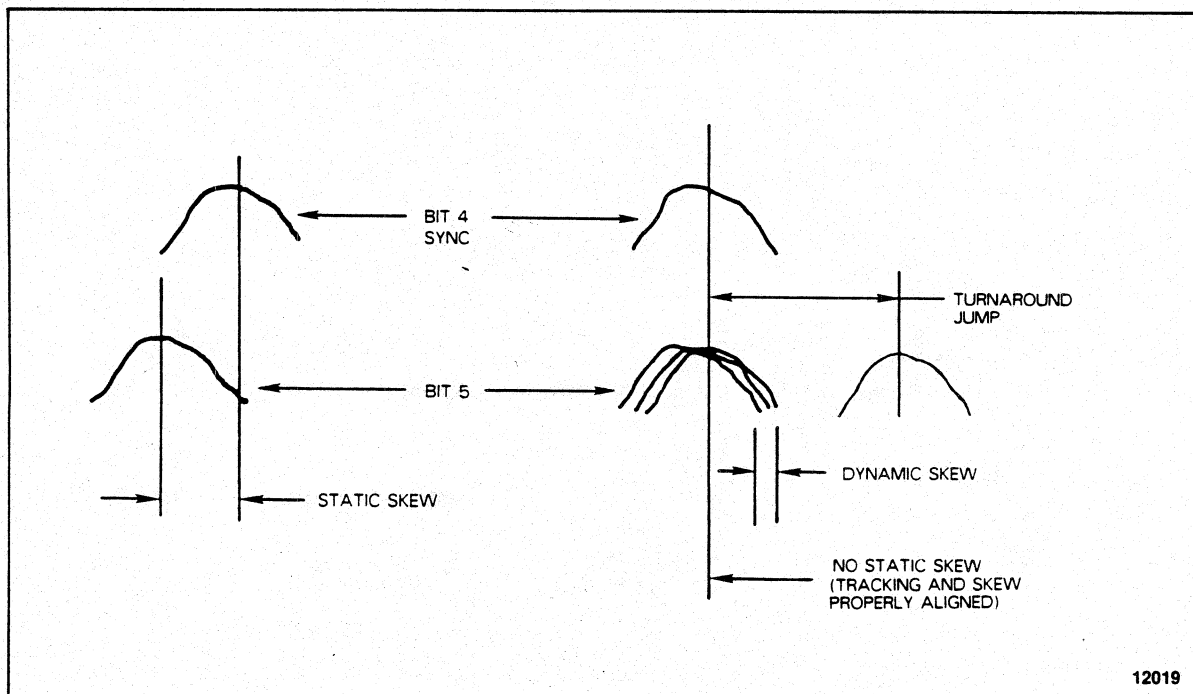 BIT 4
SYNC
TURNAROUND
JUMP
BIT 5
DYNAMIC SKEW
STATIC SKEW
NO STATIC SKEW
(TRACKING AND SKEW
PROPERLY ALIGNED)
12019